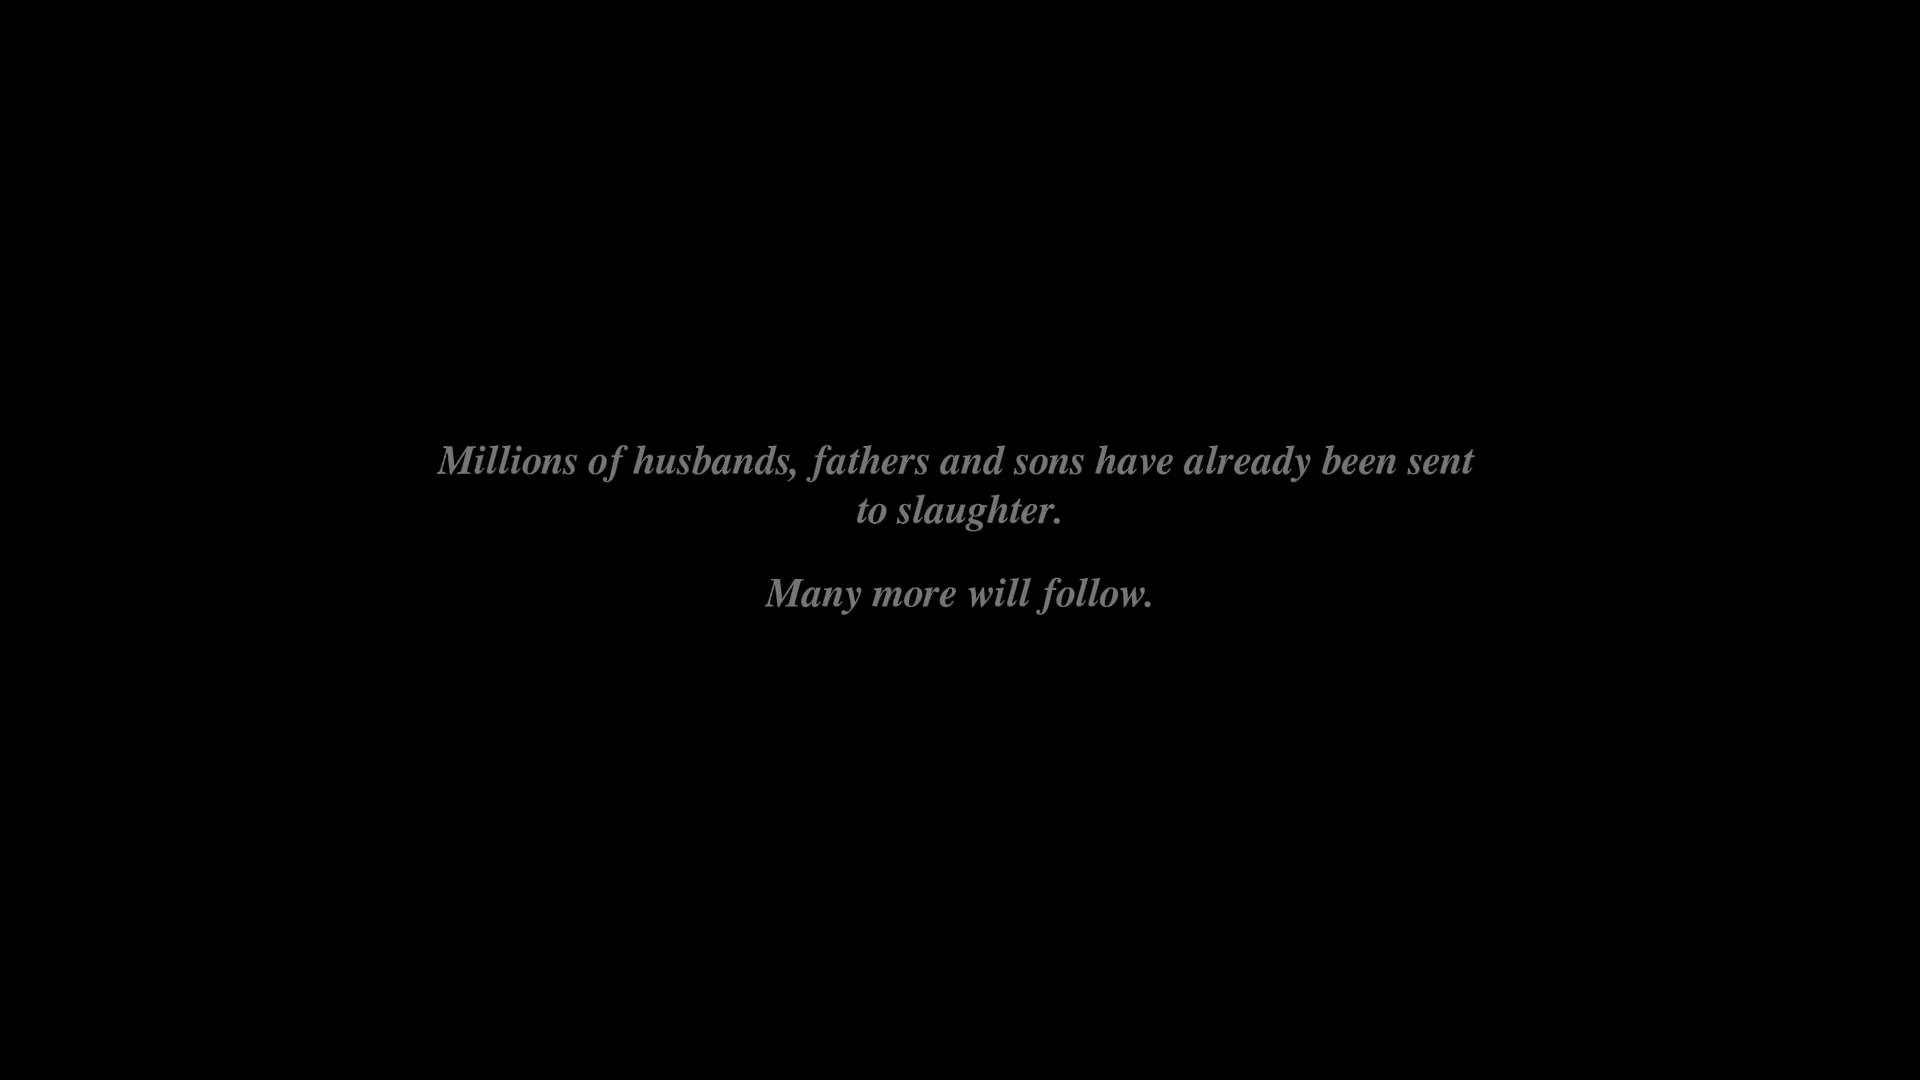 Millions of husbands, fathers and sons have already been sent
to slaughter.
Many more will follow.